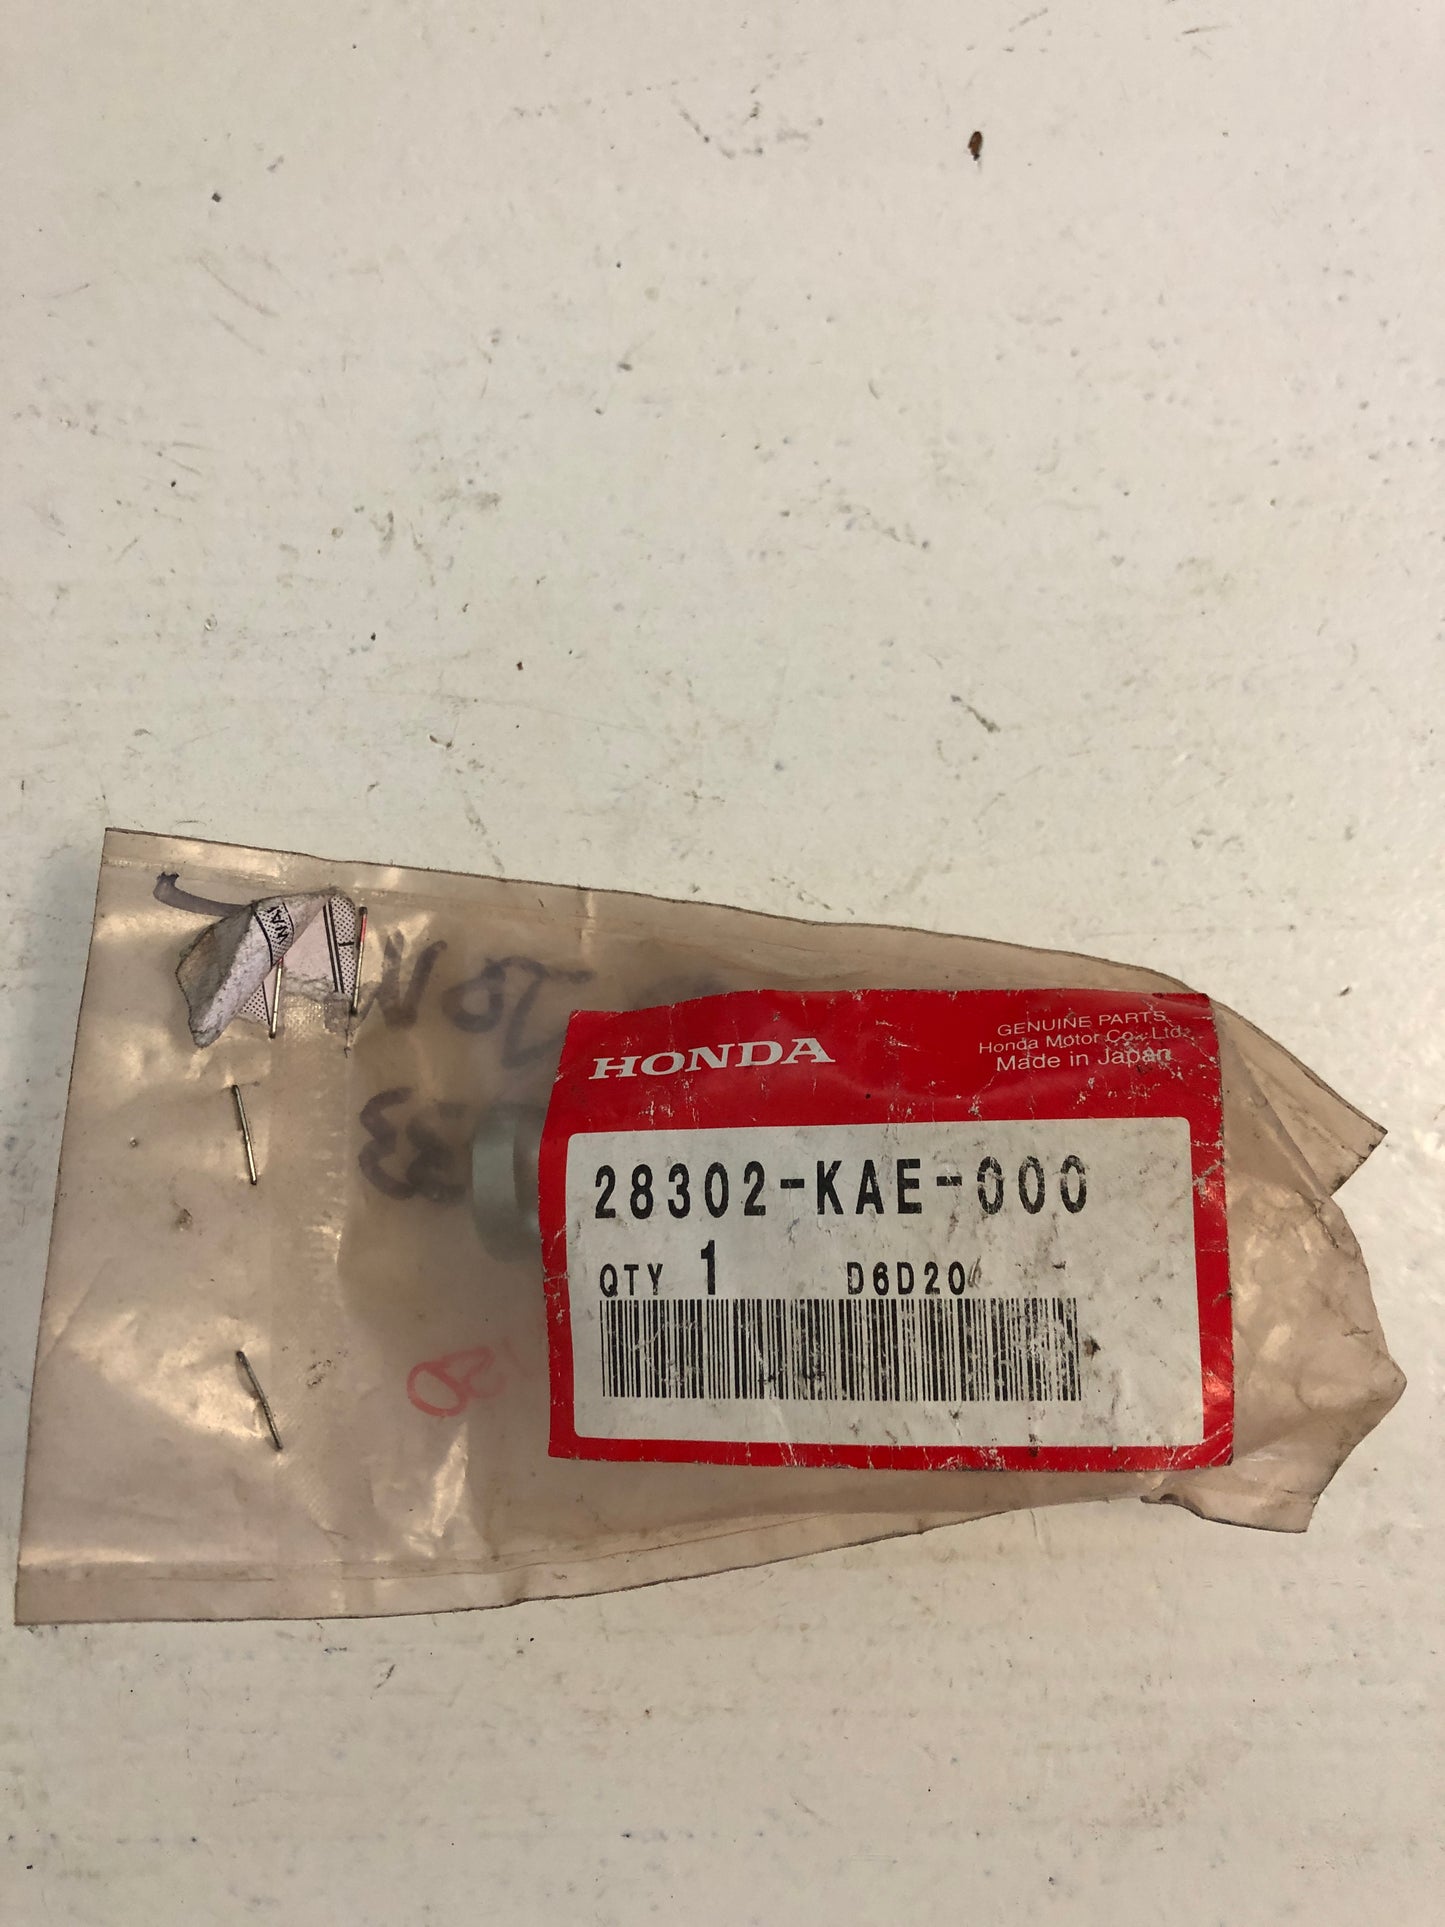 HONDA
GENUINE PARTS
Honda Motor Co., Ltd.
Made in Japan
28302-KAE-000
QTY 1 D6D20